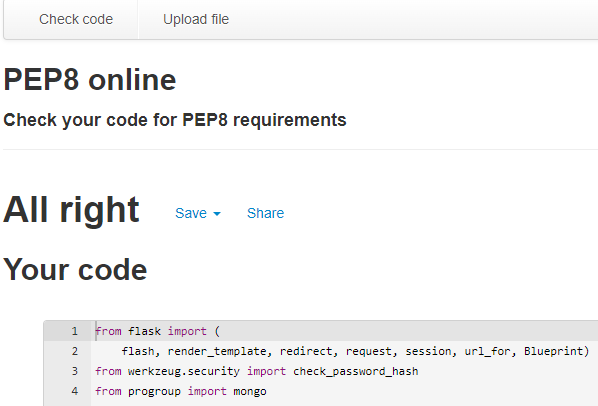 Check code Upload file
PEP8 online
Check your code for PEP8 requirements
All right Save Share
Your code
1 from flask import (
2 flash, render_template, redirect, request, session, url_for, Blueprint)
3 from werkzeug.security import check_password_hash
4 from progroup import mongo